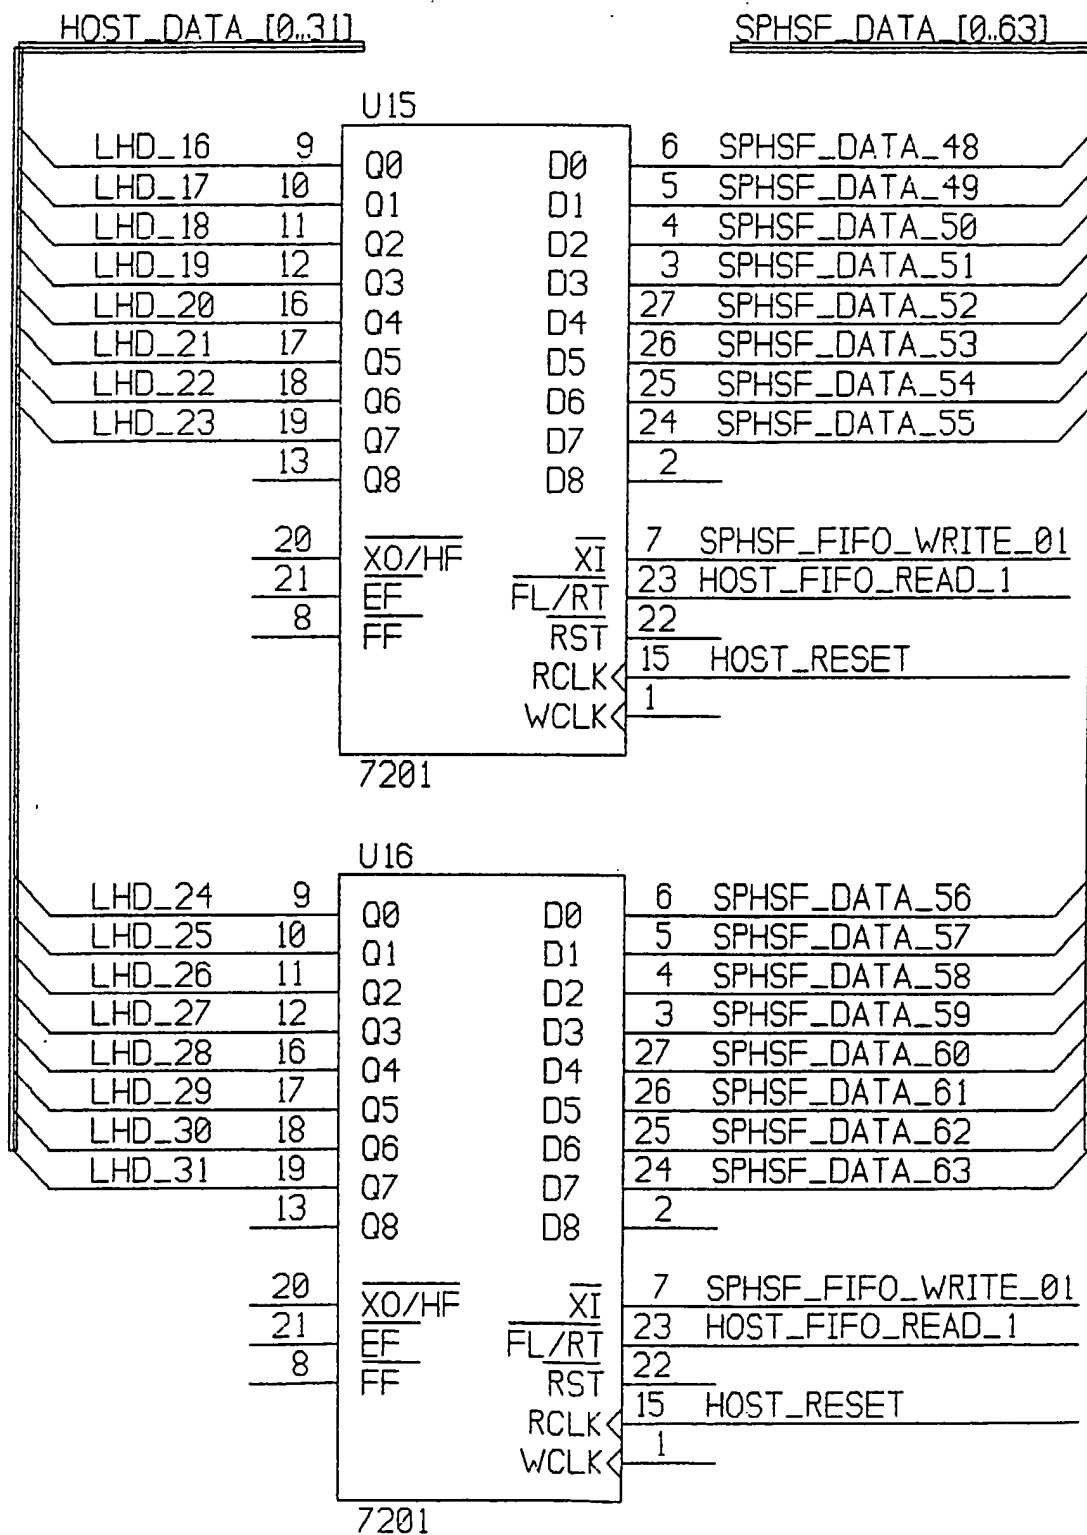 HOST_DATA_[0..31] SPHSF_DATA_[0..63]
U15
LHD_16 9 Q0 D0 6 SPHSF_DATA_48
LHD_17 10 Q1 D1 5 SPHSF_DATA_49
LHD_18 11 Q2 D2 4 SPHSF_DATA_50
LHD_19 12 Q3 D3 3 SPHSF_DATA_51
LHD_20 16 Q4 D4 27 SPHSF_DATA_52
LHD_21 17 Q5 D5 26 SPHSF_DATA_53
LHD_22 18 Q6 D6 25 SPHSF_DATA_54
LHD_23 19 Q7 D7 24 SPHSF_DATA_55
13 Q8 D8 2
20 XO/HF XI 7 SPHSF_FIFO_WRITE_01
21 EF FL/RT 23 HOST_FIFO_READ_1
8 FF RST 22
RCLK 15 HOST_RESET
WCLK 1
7201
U16
LHD_24 9 Q0 D0 6 SPHSF_DATA_56
LHD_25 10 Q1 D1 5 SPHSF_DATA_57
LHD_26 11 Q2 D2 4 SPHSF_DATA_58
LHD_27 12 Q3 D3 3 SPHSF_DATA_59
LHD_28 16 Q4 D4 27 SPHSF_DATA_60
LHD_29 17 Q5 D5 26 SPHSF_DATA_61
LHD_30 18 Q6 D6 25 SPHSF_DATA_62
LHD_31 19 Q7 D7 24 SPHSF_DATA_63
13 Q8 D8 2
20 XO/HF XI 7 SPHSF_FIFO_WRITE_01
21 EF FL/RT 23 HOST_FIFO_READ_1
8 FF RST 22
RCLK 15 HOST_RESET
WCLK 1
7201